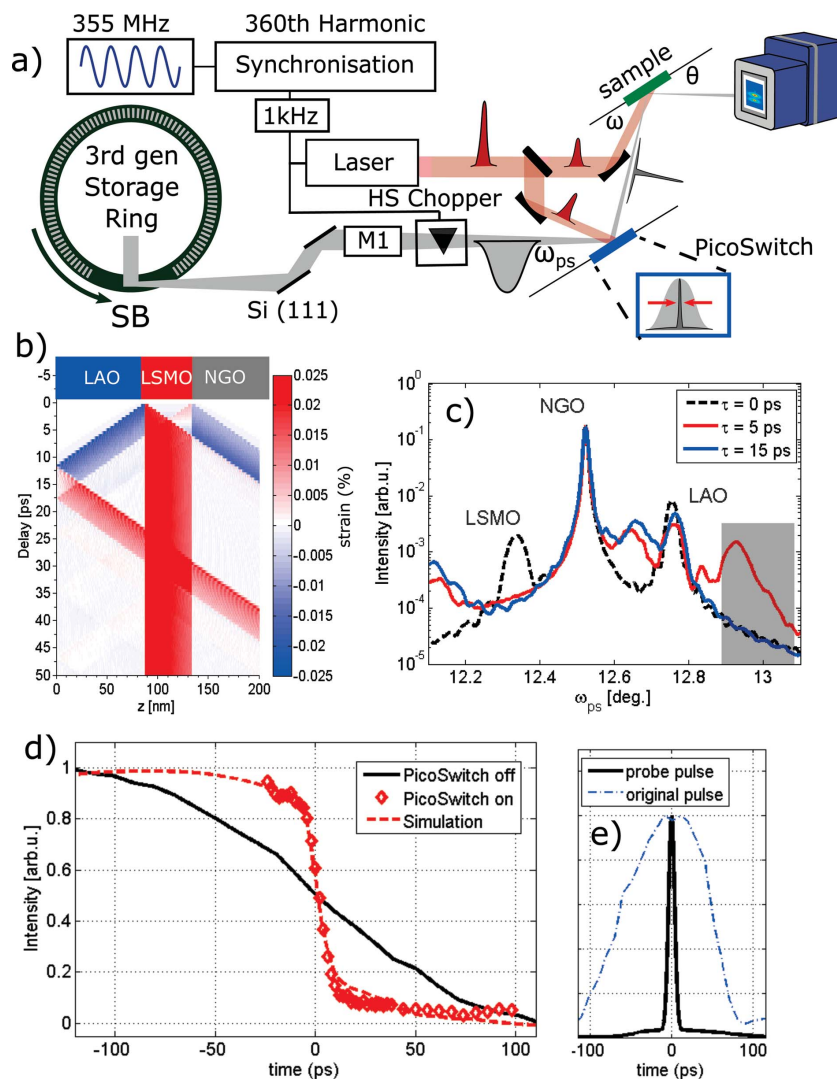 a)
355 MHz
360th Harmonic
Synchronisation
1kHz
Laser
HS Chopper
3rd gen
Storage
Ring
SB
Si (111)
M1
ω
sample
θ
ωps
PicoSwitch
b)
LAO LSMO NGO
-5
0
5
10
15
20
25
30
35
40
45
50
Delay [ps]
0 50 100 150 200
z [nm]
0.025
0.02
0.015
0.01
0.005
0
-0.005
-0.01
-0.015
-0.02
-0.025
strain (%)
c)
NGO
LSMO
LAO
τ = 0 ps
τ = 5 ps
τ = 15 ps
10⁰
10⁻¹
10⁻²
10⁻³
10⁻⁴
10⁻⁵
Intensity [arb.u.]
12.2 12.4 12.6 12.8 13
ωps [deg.]
d)
PicoSwitch off
PicoSwitch on
Simulation
1
0.8
0.6
0.4
0.2
0
Intensity [arb.u.]
-100 -50 0 50 100
time (ps)
e)
probe pulse
original pulse
-100 0 100
time (ps)